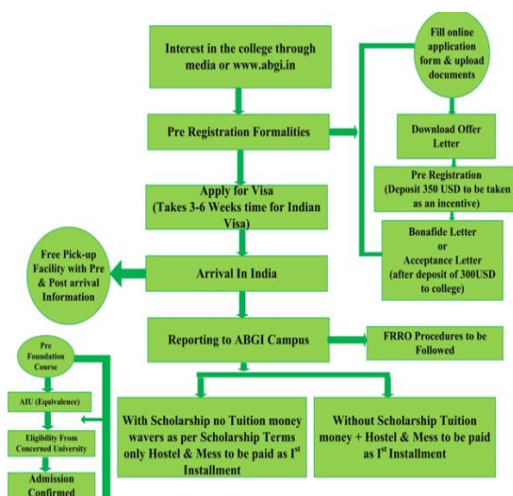 Interest in the college through
media or www.abgi.in
Pre Registration Formalities
Apply for Visa
(Takes 3-6 Weeks time for Indian
Visa)
Arrival In India
Free Pick-up
Facility with Pre
& Post arrival
Information
Reporting to ABGI Campus
FRRO Procedures to be
Followed
With Scholarship no Tuition money
wavers as per Scholarship Terms
only Hostel & Mess to be paid as Ist
Installment
Without Scholarship Tuition
money + Hostel & Mess to be paid
as Ist Installment
Fill online
application
form & upload
documents
Download Offer
Letter
Pre Registration
(Deposit 350 USD to be taken
as an incentive)
Bonafide Letter
or
Acceptance Letter
(after deposit of 300USD
to college)
Pre
Foundation
Course
AIU (Equivalence)
Eligibility From
Concerned University
Admission
Confirmed